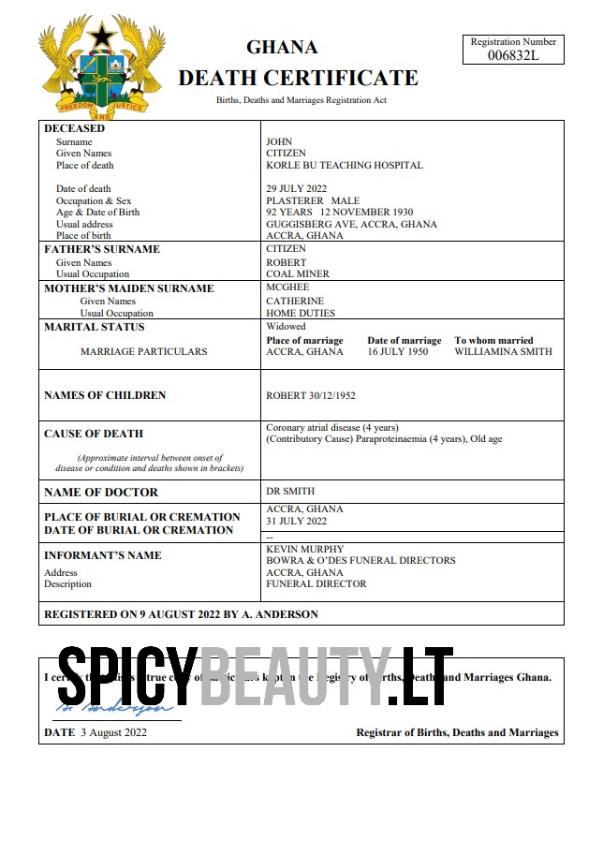 GHANA
DEATH CERTIFICATE
Births, Deaths and Marriages Registration Act
Registration Number
006832L
FREEDOM AND JUSTICE
DECEASED
Surname JOHN
Given Names CITIZEN
Place of death KORLE BU TEACHING HOSPITAL
Date of death 29 JULY 2022
Occupation & Sex PLASTERER MALE
Age & Date of Birth 92 YEARS 12 NOVEMBER 1930
Usual address GUGGISBERG AVE, ACCRA, GHANA
Place of birth ACCRA, GHANA
FATHER'S SURNAME CITIZEN
Given Names ROBERT
Usual Occupation COAL MINER
MOTHER'S MAIDEN SURNAME MCGHEE
Given Names CATHERINE
Usual Occupation HOME DUTIES
MARITAL STATUS Widowed
Place of marriage Date of marriage To whom married
MARRIAGE PARTICULARS ACCRA, GHANA 16 JULY 1950 WILLIAMINA SMITH
NAMES OF CHILDREN ROBERT 30/12/1952
CAUSE OF DEATH Coronary atrial disease (4 years)
(Contributory Cause) Paraproteinaemia (4 years), Old age
(Approximate interval between onset of
disease or condition and deaths shown in brackets)
NAME OF DOCTOR DR SMITH
PLACE OF BURIAL OR CREMATION ACCRA, GHANA
DATE OF BURIAL OR CREMATION 31 JULY 2022
--
INFORMANT'S NAME KEVIN MURPHY
BOWRA & O'DES FUNERAL DIRECTORS
Address ACCRA, GHANA
Description FUNERAL DIRECTOR
REGISTERED ON 9 AUGUST 2022 BY A. ANDERSON
SPICYBEAUTY.LT
I true of in the Registry of Births, and Marriages Ghana.
A. Anderson
DATE 3 August 2022 Registrar of Births, Deaths and Marriages